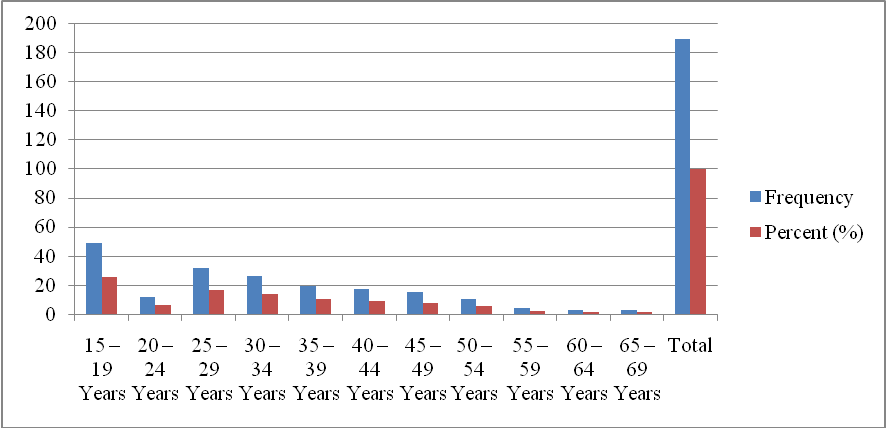 200
180
160
140
120
100
80
60
40
20
0
15 – 19 Years
20 – 24 Years
25 – 29 Years
30 – 34 Years
35 – 39 Years
40 – 44 Years
45 – 49 Years
50 – 54 Years
55 – 59 Years
60 – 64 Years
65 – 69 Years
Total
Frequency
Percent (%)